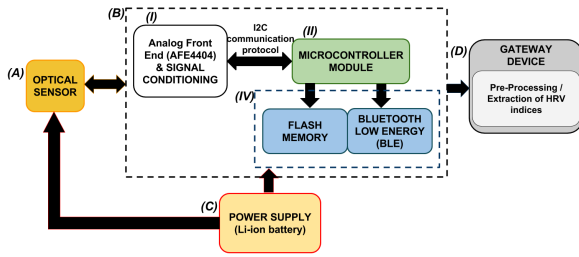 (B)
(I)
Analog Front
End (AFE4404)
& SIGNAL
CONDITIONING
I2C
communication
protocol
(II)
MICROCONTROLLER
MODULE
(A)
OPTICAL
SENSOR
(IV)
FLASH
MEMORY
BLUETOOTH
LOW ENERGY
(BLE)
(D)
GATEWAY
DEVICE
Pre-Processing /
Extraction of HRV
indices
(C)
POWER SUPPLY
(Li-ion battery)